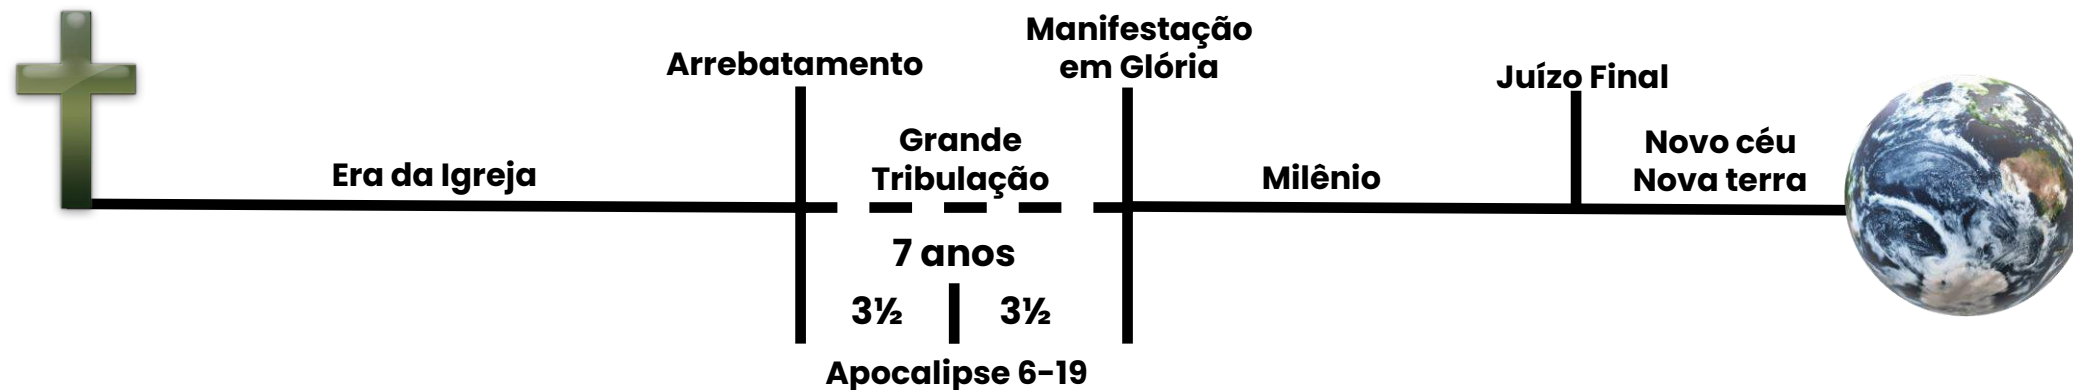 Manifestação
em Glória
Arrebatamento
Juízo Final
Grande
Tribulação
Novo céu
Nova terra
Era da Igreja
Milênio
7 anos
3½
3½
Apocalipse 6-19